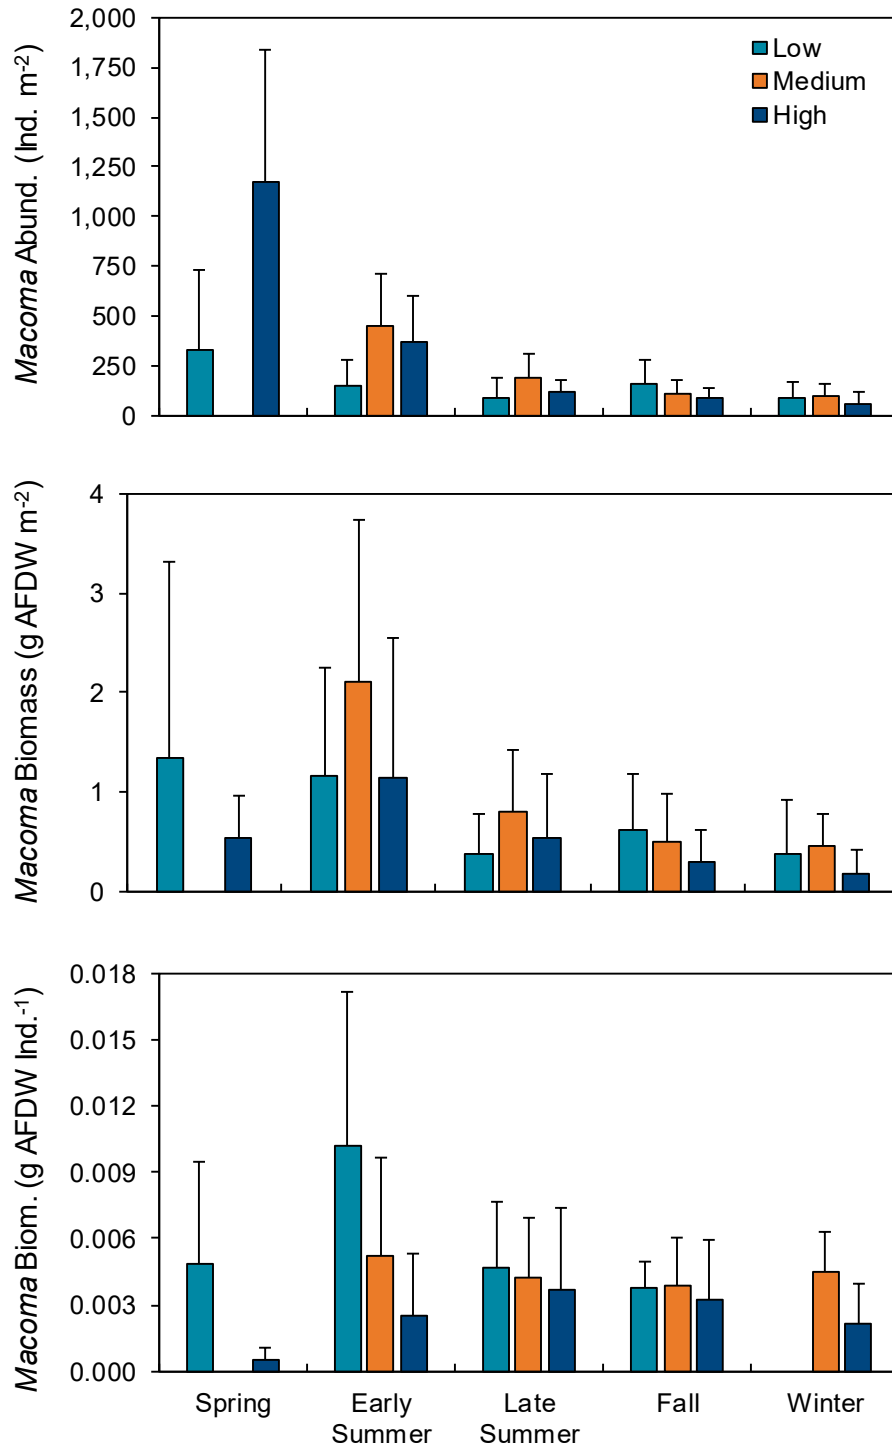 Macoma Abund. (Ind. m-2)
2,000
1,750
1,500
1,250
1,000
750
500
250
0
Low
Medium
High
Macoma Biomass (g AFDW m-2)
4
3
2
1
0
Macoma Biom. (g AFDW Ind.-1)
0.018
0.015
0.012
0.009
0.006
0.003
0.000
Spring
Early
Summer
Late
Summer
Fall
Winter